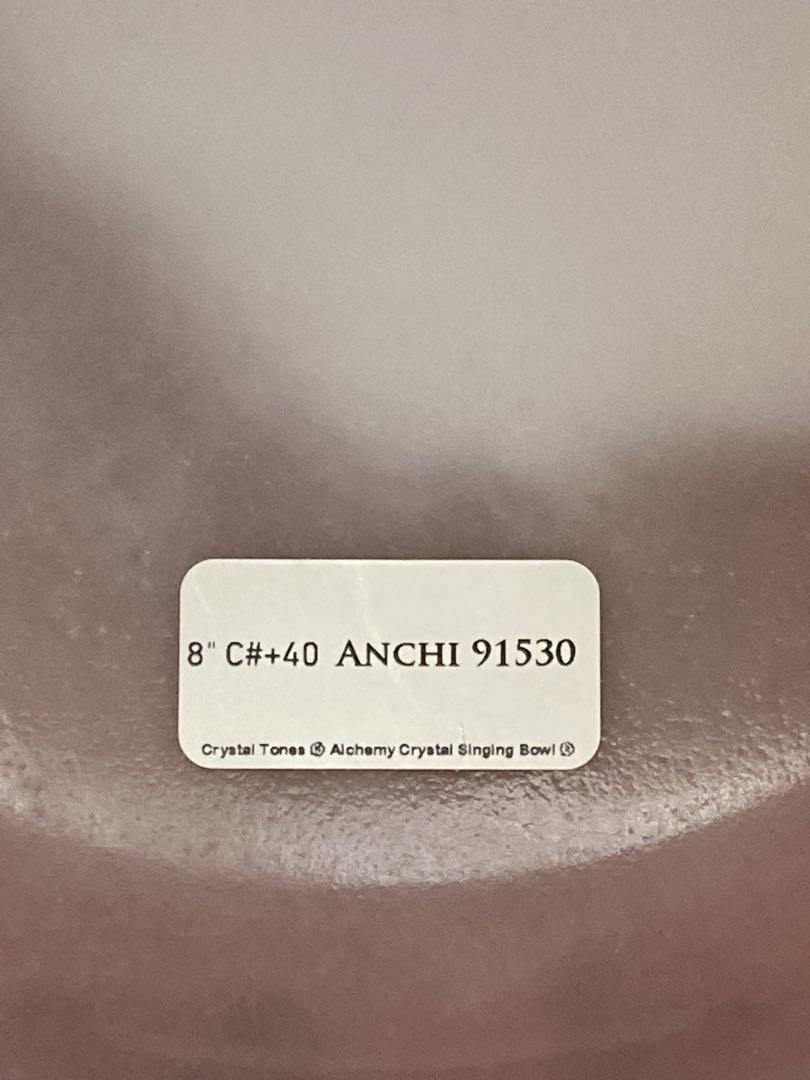 8" C#+40 ANCHI 91530
Crystal Tones ® Alchemy Crystal Singing Bowl ®